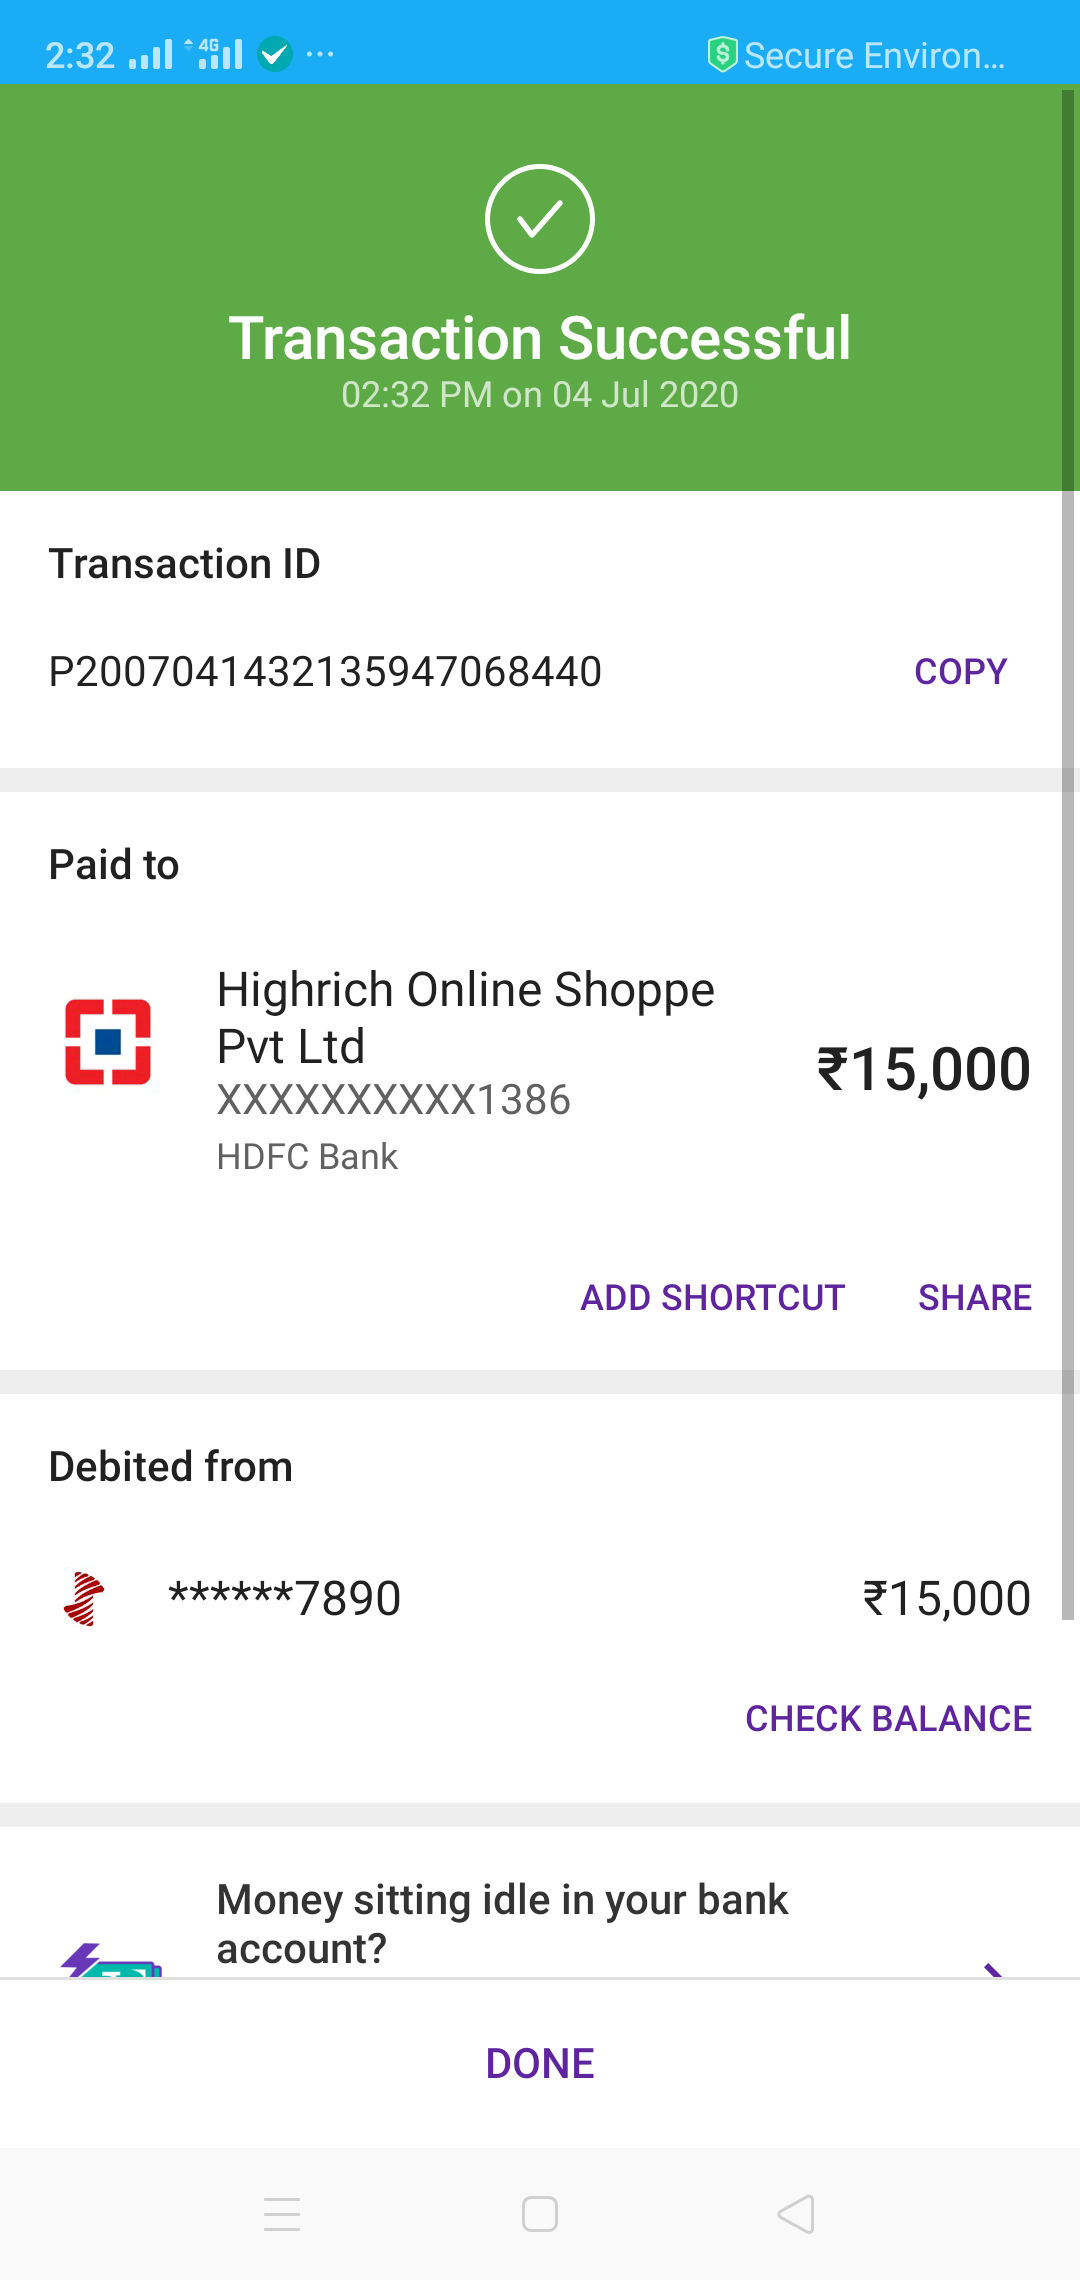 2:32 4G ... Secure Environ...
Transaction Successful
02:32 PM on 04 Jul 2020
Transaction ID
P2007041432135947068440 COPY
Paid to
Highrich Online Shoppe
Pvt Ltd
₹15,000
XXXXXXXXXX1386
HDFC Bank
ADD SHORTCUT SHARE
Debited from
******7890 ₹15,000
CHECK BALANCE
Money sitting idle in your bank
account?
DONE